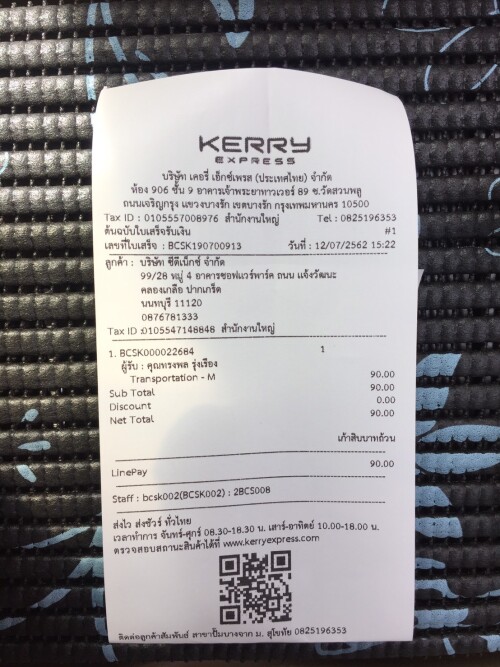 KERRY
EXPRESS
บริษัท เคอรี่ เอ็กซ์เพรส (ประเทศไทย) จำกัด
ห้อง 906 ชั้น 9 อาคารเจ้าพระยาทาวเวอร์ 89 ซ.วัดสวนพลู
ถนนเจริญกรุง แขวงบางรัก เขตบางรัก กรุงเทพมหานคร 10500
Tax ID : 0105557008976 สำนักงานใหญ่ Tel : 0825196353
ต้นฉบับใบเสร็จรับเงิน #1
เลขที่ใบเสร็จ : BCSK190700913 วันที่ : 12/07/2562 15:22
ลูกค้า : บริษัท ซีดีเน็กซ์ จำกัด
99/28 หมู่ 4 อาคารซอฟแวร์พาร์ค ถนน แจ้งวัฒนะ
คลองเกลือ ปากเกร็ด
นนทบุรี 11120
0876781333
Tax ID :0105547148848 สำนักงานใหญ่
1. BCSK000022684 1
ผู้รับ : คุณทรงพล รุ่งเรือง
Transportation - M 90.00
Sub Total 90.00
Discount 0.00
Net Total 90.00
เก้าสิบบาทถ้วน
LinePay 90.00
Staff : bcsk002(BCSK002) : 2BCS008
ส่งไว ส่งชัวร์ ทั่วไทย
เวลาทำการ จันทร์-ศุกร์ 08.30-18.30 น. เสาร์-อาทิตย์ 10.00-18.00 น.
ตรวจสอบสถานะสินค้าได้ที่ www.kerryexpress.com
ติดต่อลูกค้าสัมพันธ์ สาขาปั๊มบางจาก ม. สุโขทัย 0825196353